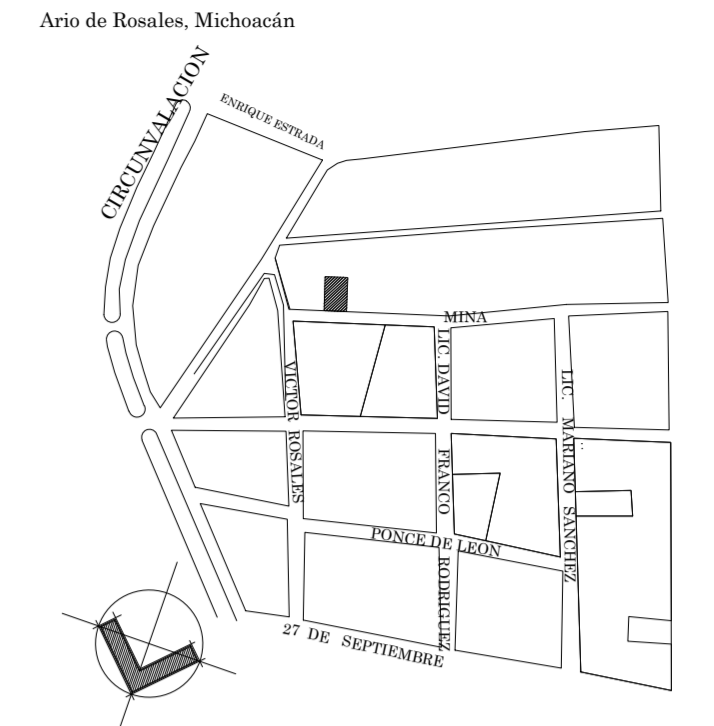 Ario de Rosales, Michoacán
CIRCUNVALACION
ENRIQUE ESTRADA
MINA
VICTOR ROSALES
LIC. DAVID FRANCO RODRIGUEZ
LIC. MARIANO SANCHEZ
PONCE DE LEON
27 DE SEPTIEMBRE